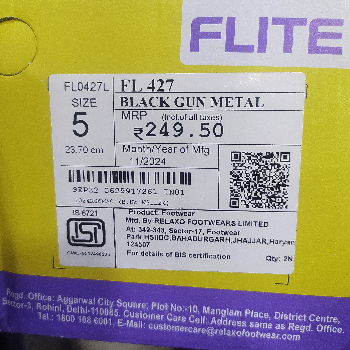 FLITE
FL0427L
SIZE
5
23.70 cm
FL 427
BLACK GUN METAL
MRP (Incl.of all taxes)
₹249.50
Month/Year of Mfg
11/2024
IS 6721
ISI
Product: Footwear
Mfd. By RELAXO FOOTWEARS LIMITED
At: 342-343, Sector-17, Footwear
Park,HSIIDC,BAHADURGARH,JHAJJAR,Haryana
124507
For details of BIS certification
Qty: 2N
Regd. Office: Aggarwal City Square, Plot No:-10, Manglam Place, District Centre,
Sector-3, Rohini, Delhi-110085. Customer Care Cell: Address same as Regd. Office.
Tel.: 1800 108 6001, E-Mail: customercare@relaxofootwear.com